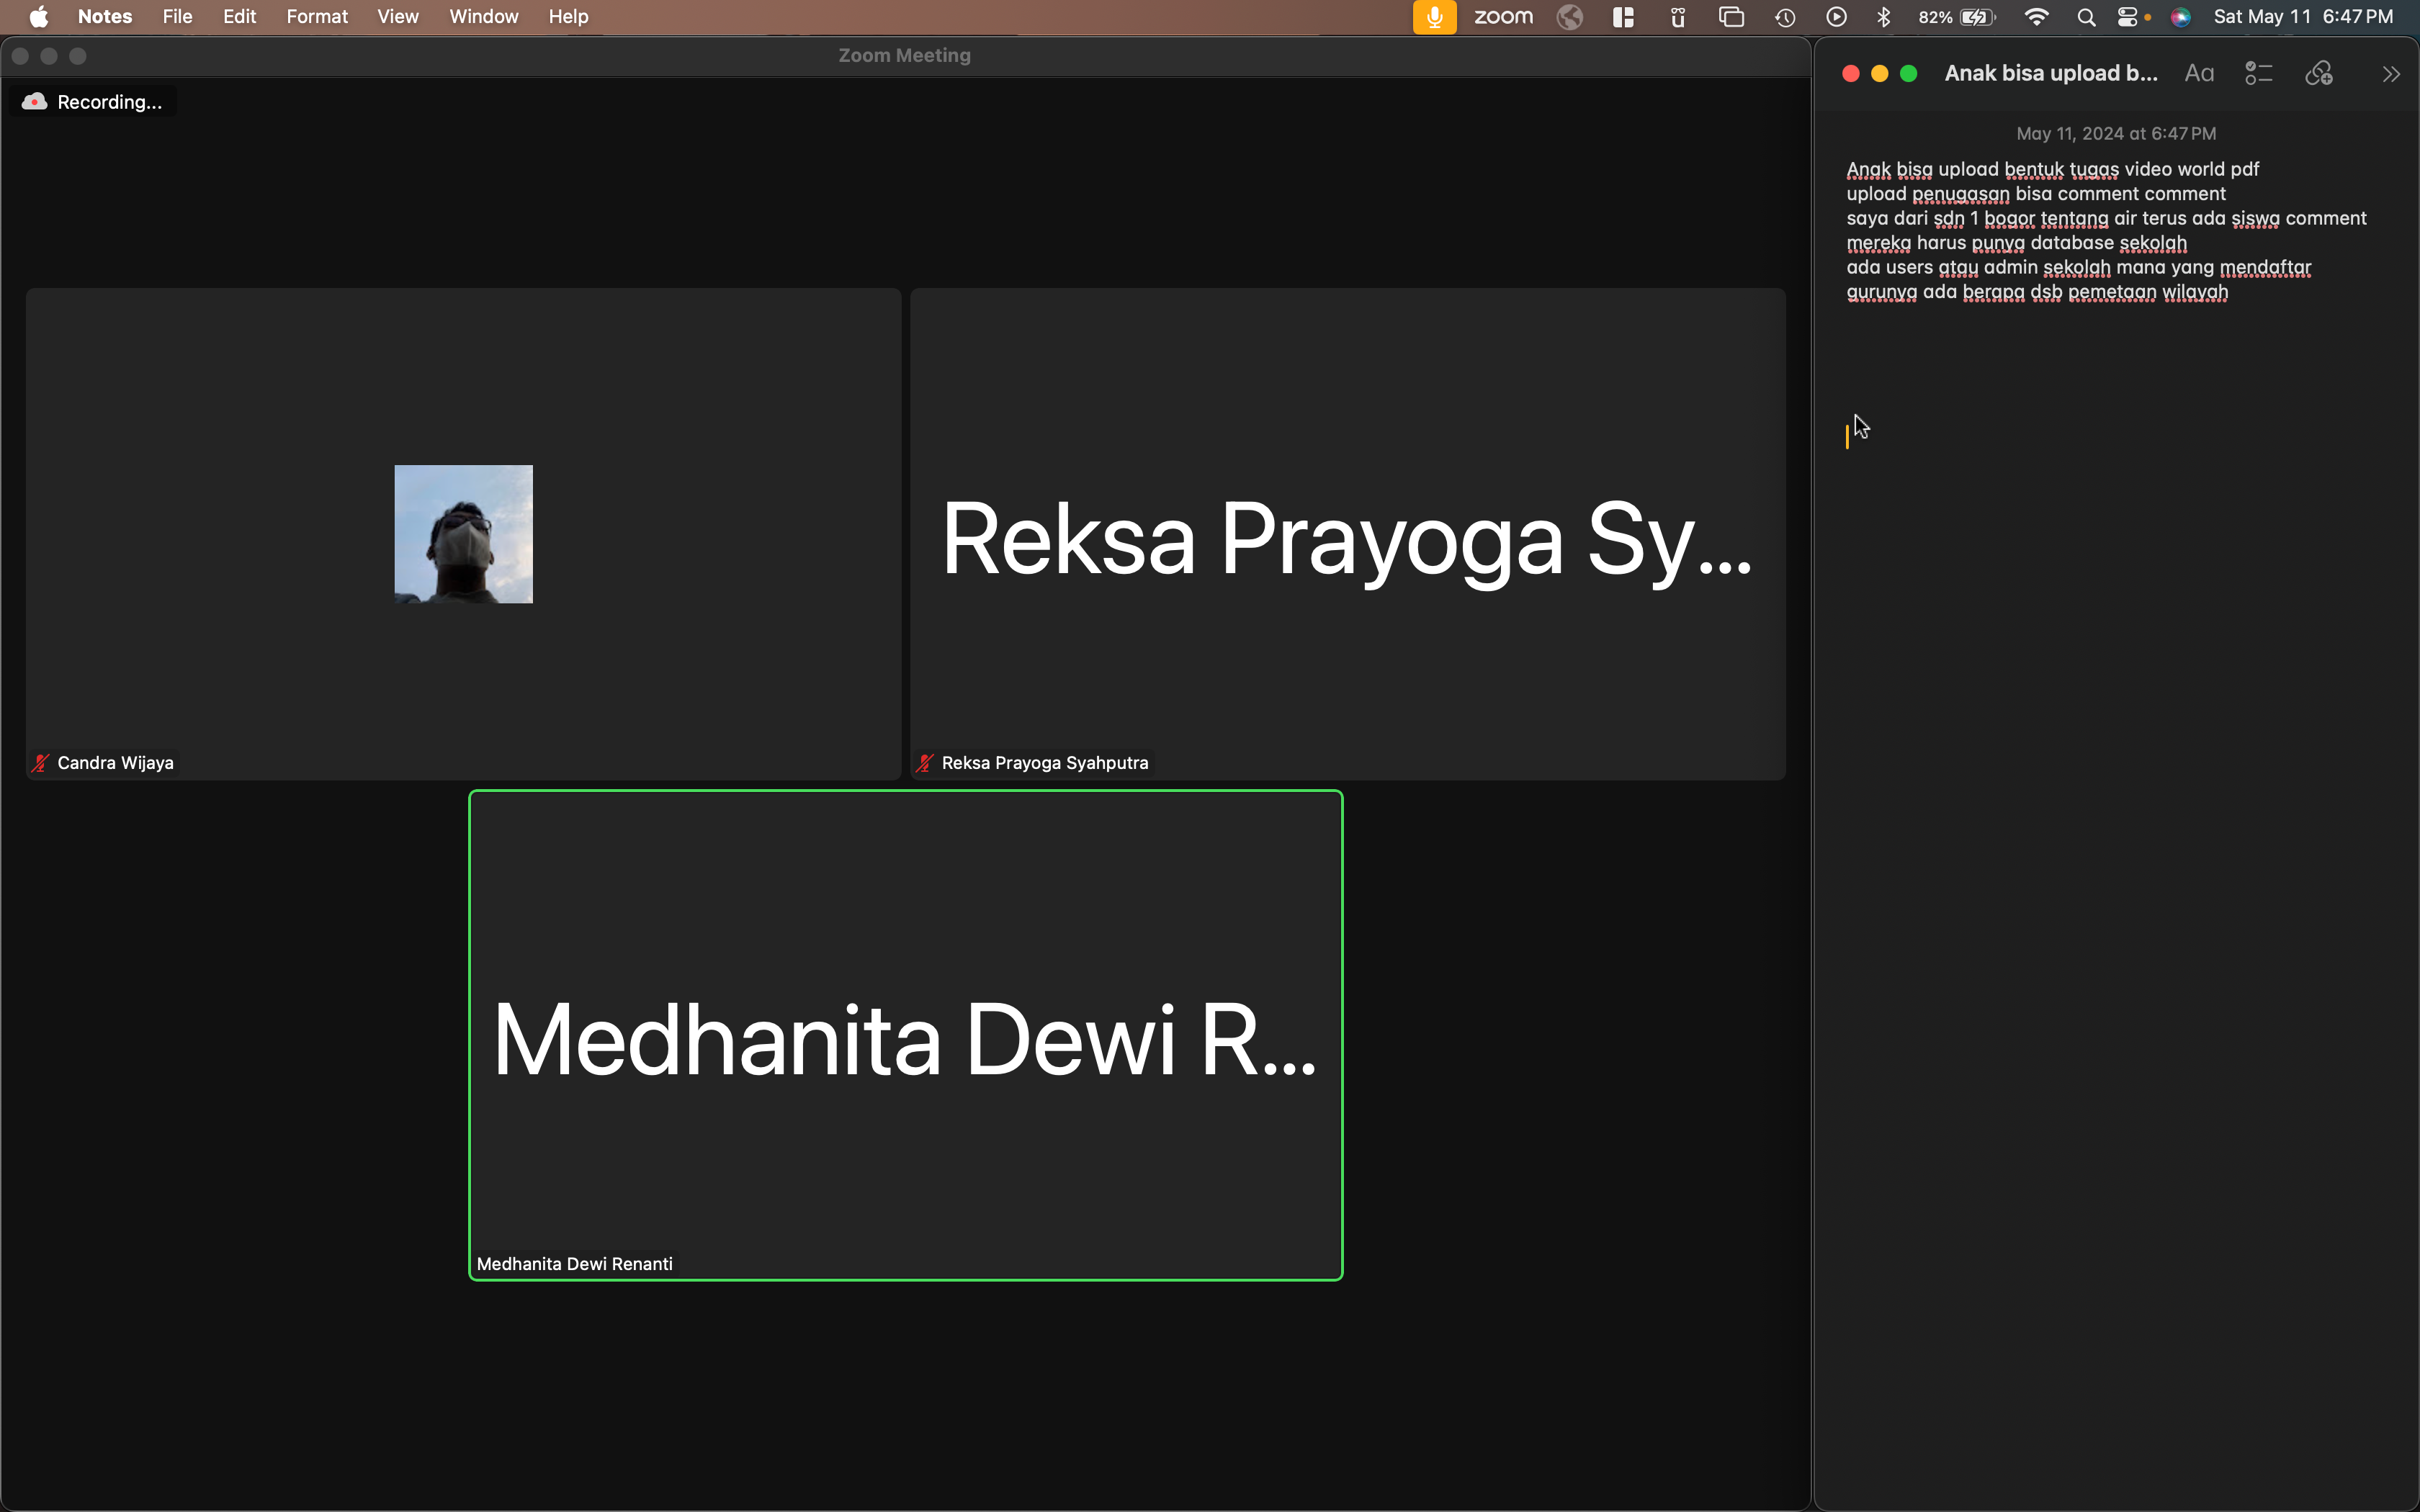 Notes File Edit Format View Window Help zoom 82% Sat May 11 6:47 PM
Zoom Meeting
Recording...
Candra Wijaya
Reksa Prayoga Sy...
Reksa Prayoga Syahputra
Medhanita Dewi R...
Medhanita Dewi Renanti
Anak bisa upload b... Aa
May 11, 2024 at 6:47 PM
Anak bisa upload bentuk tugas video world pdf
upload penugasan bisa comment comment
saya dari sdn 1 bogor tentang air terus ada siswa comment
mereka harus punya database sekolah
ada users atau admin sekolah mana yang mendaftar
gurunya ada berapa dsb pemetaan wilayah